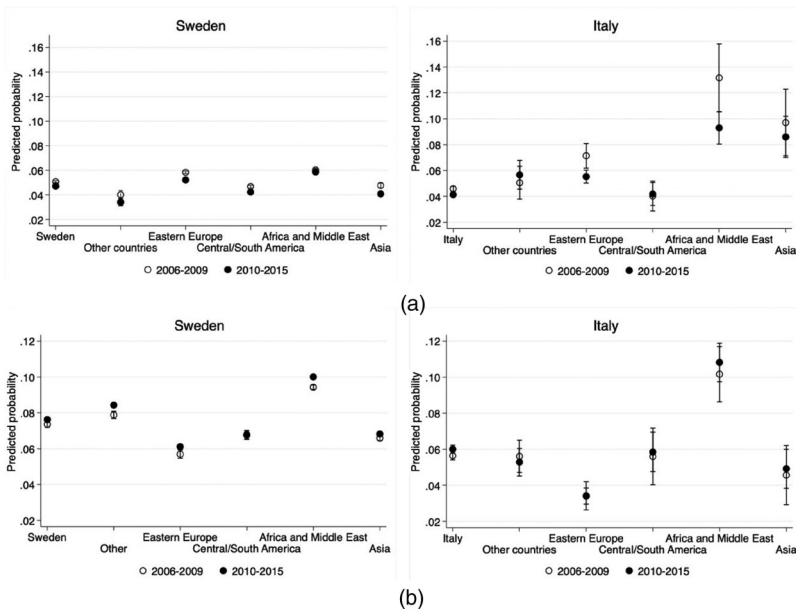 Sweden
Predicted probability
.16
.14
.12
.10
.08
.06
.04
.02
Sweden Eastern Europe Africa and Middle East
Other countries Central/South America Asia
2006-2009 2010-2015
Italy
Predicted probability
.16
.14
.12
.10
.08
.06
.04
.02
Italy Eastern Europe Africa and Middle East
Other countries Central/South America Asia
2006-2009 2010-2015
(a)
Sweden
Predicted probability
.12
.10
.08
.06
.04
.02
Sweden Eastern Europe Africa and Middle East
Other Central/South America Asia
2006-2009 2010-2015
Italy
Predicted probability
.12
.10
.08
.06
.04
.02
Italy Eastern Europe Africa and Middle East
Other countries Central/South America Asia
2006-2009 2010-2015
(b)